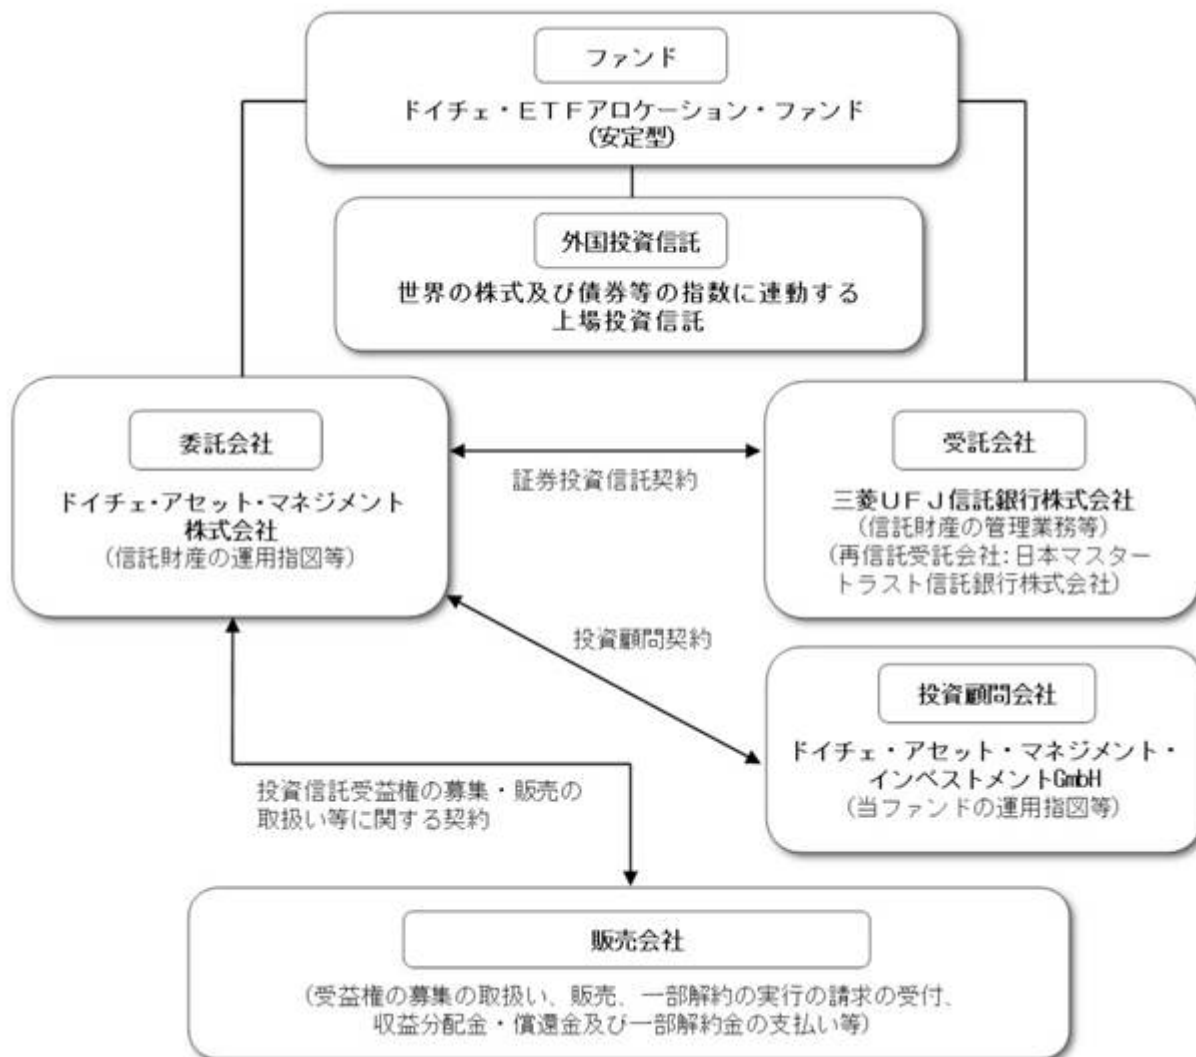 ファンド
ドイチェ・ＥＴＦアロケーション・ファンド
(安定型)
外国投資信託
世界の株式及び債券等の指数に連動する
上場投資信託
委託会社
ドイチェ・アセット・マネジメント
株式会社
(信託財産の運用指図等)
証券投資信託契約
受託会社
三菱ＵＦＪ信託銀行株式会社
(信託財産の管理業務等)
(再信託受託会社:日本マスター
トラスト信託銀行株式会社)
投資顧問契約
投資顧問会社
ドイチェ・アセット・マネジメント・
インベストメントGmbH
(当ファンドの運用指図等)
投資信託受益権の募集・販売の
取扱い等に関する契約
販売会社
(受益権の募集の取扱い、販売、一部解約の実行の請求の受付、
収益分配金・償還金及び一部解約金の支払い等)